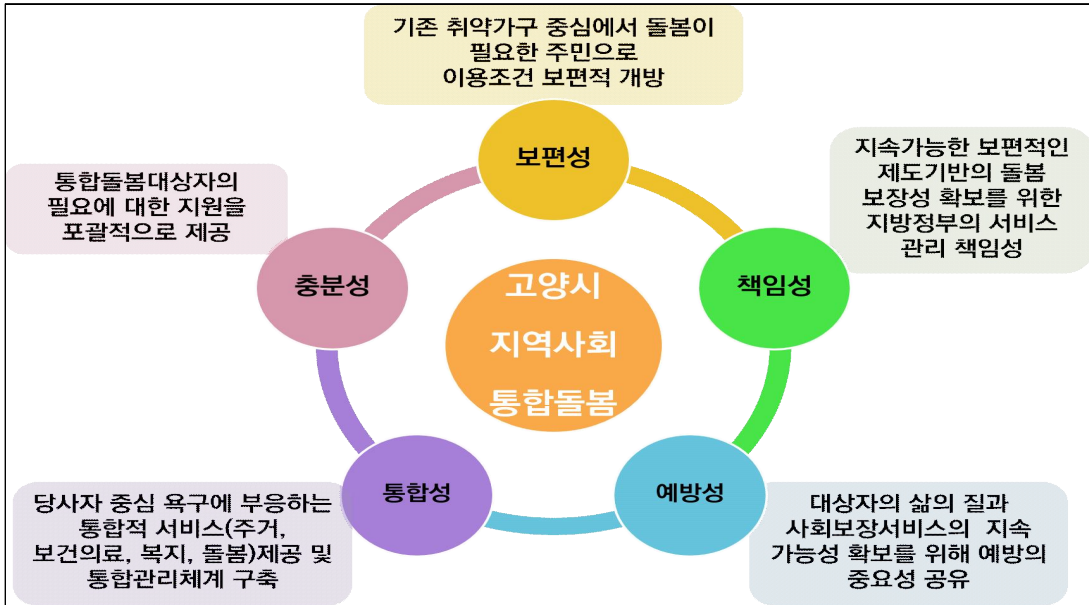 기존 취약가구 중심에서 돌봄이
필요한 주민으로
이용조건 보편적 개방
보편성
지속가능한 보편적인
제도기반의 돌봄
보장성 확보를 위한
지방정부의 서비스
관리 책임성
책임성
통합돌봄대상자의
필요에 대한 지원을
포괄적으로 제공
충분성
고양시
지역사회
통합돌봄
통합성
당사자 중심 욕구에 부응하는
통합적 서비스(주거,
보건의료, 복지, 돌봄)제공 및
통합관리체계 구축
예방성
대상자의 삶의 질과
사회보장서비스의 지속
가능성 확보를 위해 예방의
중요성 공유